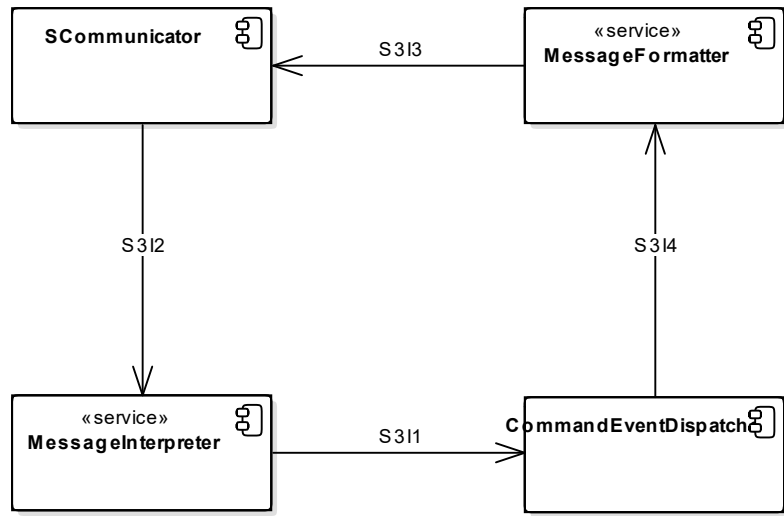 SCommunicator
S3I3
«service»
MessageFormatter
S3I2
S3I4
«service»
MessageInterpreter
S3I1
CommandEventDispatch